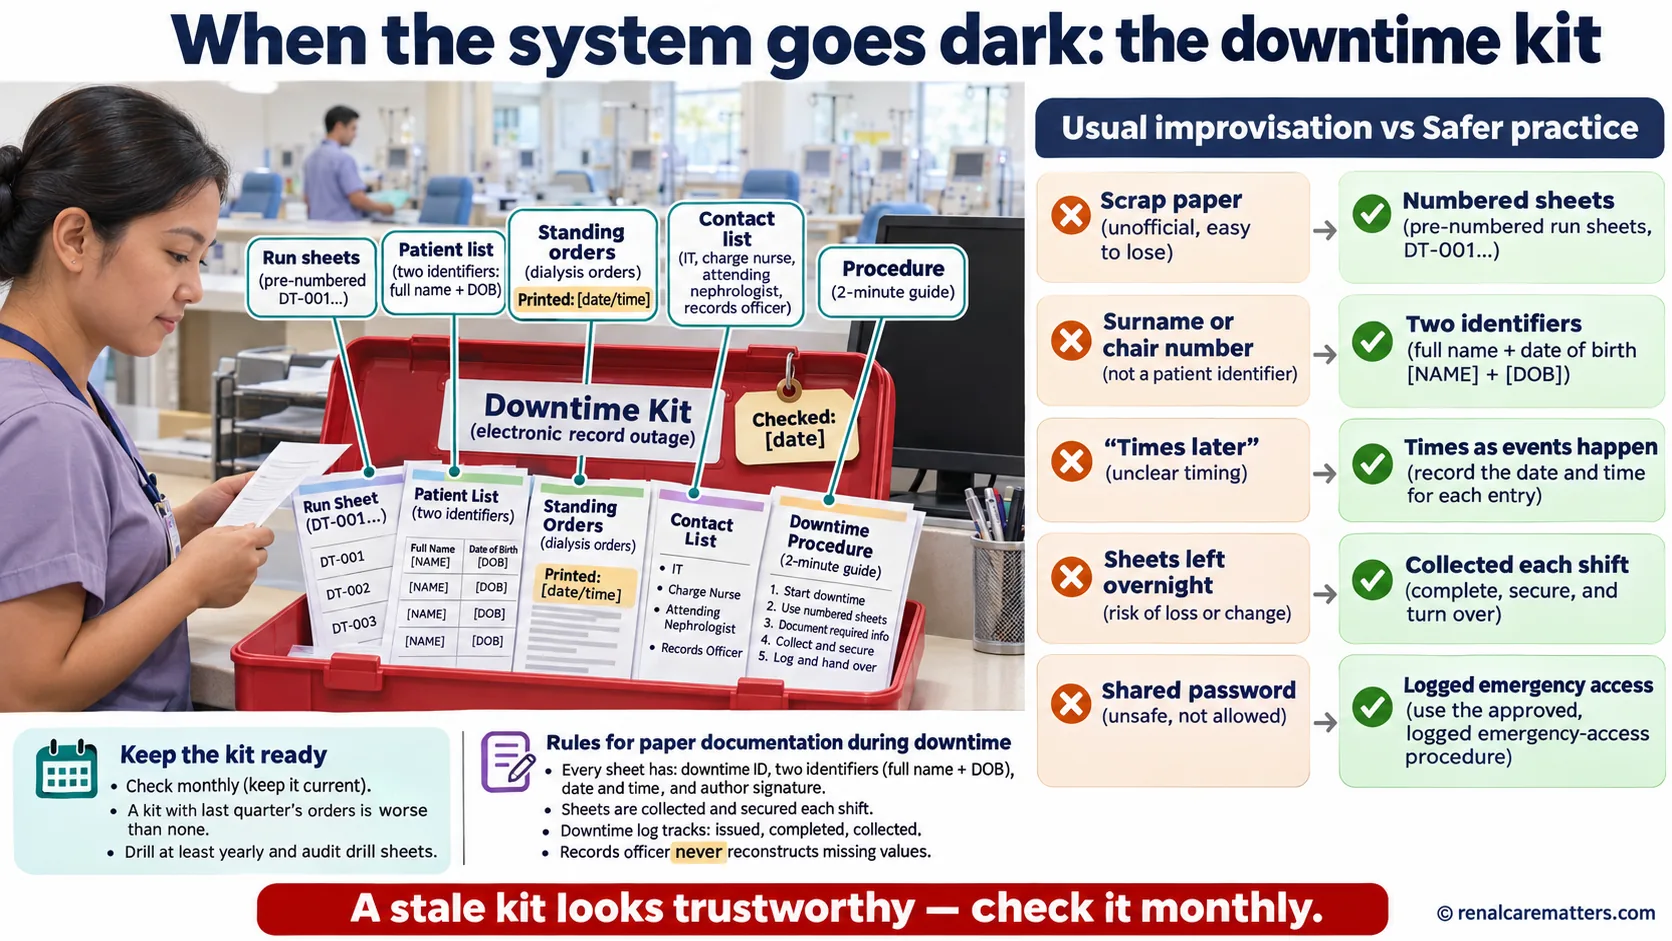 When the system goes dark: the downtime kit
Run sheets
(pre-numbered
DT-001...)
Patient list
(two identifiers:
full name + DOB)
Standing
orders
(dialysis orders)
Printed: [date/time]
Contact
list
(IT, charge nurse,
attending
nephrologist,
records officer)
Procedure
(2-minute guide)
Downtime Kit
(electronic record outage)
Checked:
[date]
Run Sheet
(DT-001...)
DT-001
DT-002
DT-003
Patient List
(two identifiers)
Full Name Date of Birth
[NAME] [DOB]
[NAME] [DOB]
[NAME] [DOB]
[NAME] [DOB]
Standing
Orders
(dialysis orders)
Printed:
[date/time]
Contact
List
• IT
• Charge Nurse
• Attending
Nephrologist
• Records Officer
Downtime
Procedure
(2-minute guide)
1. Start downtime
2. Use numbered sheets
3. Document required info
4. Collect and secure
5. Log and hand over
Usual improvisation vs Safer practice
Scrap paper
(unofficial, easy
to lose)
Numbered sheets
(pre-numbered run sheets,
DT-001...)
Surname or
chair number
(not a patient identifier)
Two identifiers
(full name + date of birth
[NAME] + [DOB])
“Times later”
(unclear timing)
Times as events happen
(record the date and time
for each entry)
Sheets left
overnight
(risk of loss or change)
Collected each shift
(complete, secure, and
turn over)
Shared password
(unsafe, not allowed)
Logged emergency access
(use the approved,
logged emergency-access
procedure)
Keep the kit ready
• Check monthly (keep it current).
• A kit with last quarter's orders is worse
than none.
• Drill at least yearly and audit drill sheets.
Rules for paper documentation during downtime
• Every sheet has: downtime ID, two identifiers (full name + DOB),
date and time, and author signature.
• Sheets are collected and secured each shift.
• Downtime log tracks: issued, completed, collected.
• Records officer never reconstructs missing values.
A stale kit looks trustworthy — check it monthly.
© renalcarematters.com